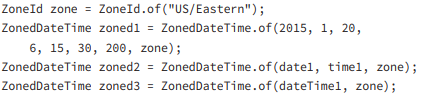 ZoneId zone = ZoneId.of("US/Eastern");
ZonedDateTime zoned1 = ZonedDateTime.of(2015, 1, 20,
6, 15, 30, 200, zone);
ZonedDateTime zoned2 = ZonedDateTime.of(date1, time1, zone);
ZonedDateTime zoned3 = ZonedDateTime.of(dateTime1, zone);